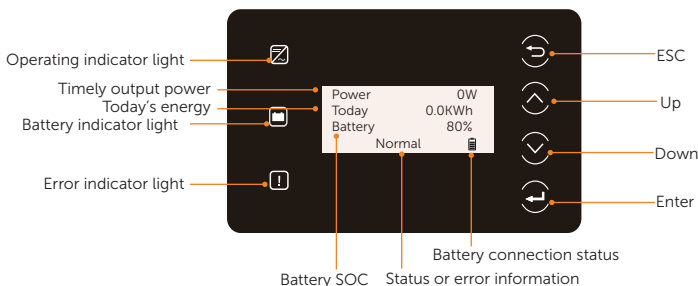 Operating indicator light
ESC
Timely output power
Power 0W
Today's energy
Today 0.0KWh
Up
Battery indicator light
Battery 80%
Normal
Down
Error indicator light
!
Enter
Battery connection status
Battery SOC
Status or error information